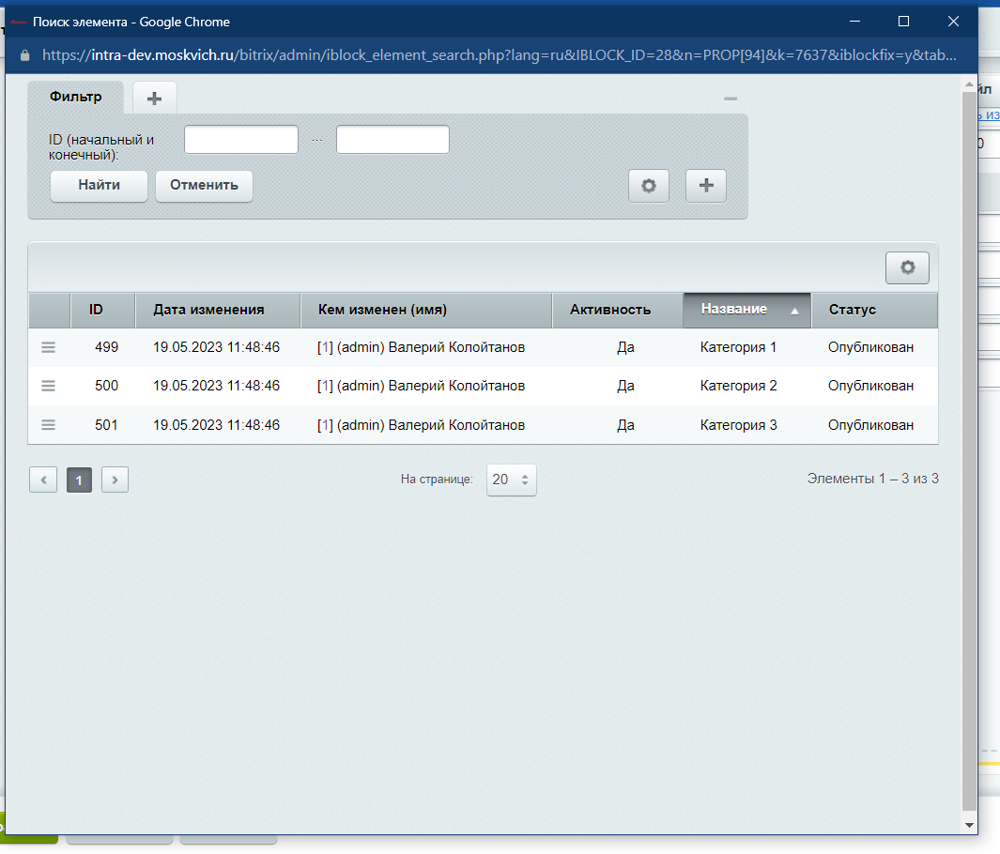 Поиск элемента - Google Chrome
https://intra-dev.moskvich.ru/bitrix/admin/iblock_element_search.php?lang=ru&IBLOCK_ID=28&n=PROP[94]&k=7637&iblockfix=y&tab...
Фильтр
ID (начальный и
конечный):
...
Найти Отменить
ID Дата изменения Кем изменен (имя) Активность Название Статус
499 19.05.2023 11:48:46 [1] (admin) Валерий Колойтанов Да Категория 1 Опубликован
500 19.05.2023 11:48:46 [1] (admin) Валерий Колойтанов Да Категория 2 Опубликован
501 19.05.2023 11:48:46 [1] (admin) Валерий Колойтанов Да Категория 3 Опубликован
1 На странице: 20 Элементы 1 – 3 из 3